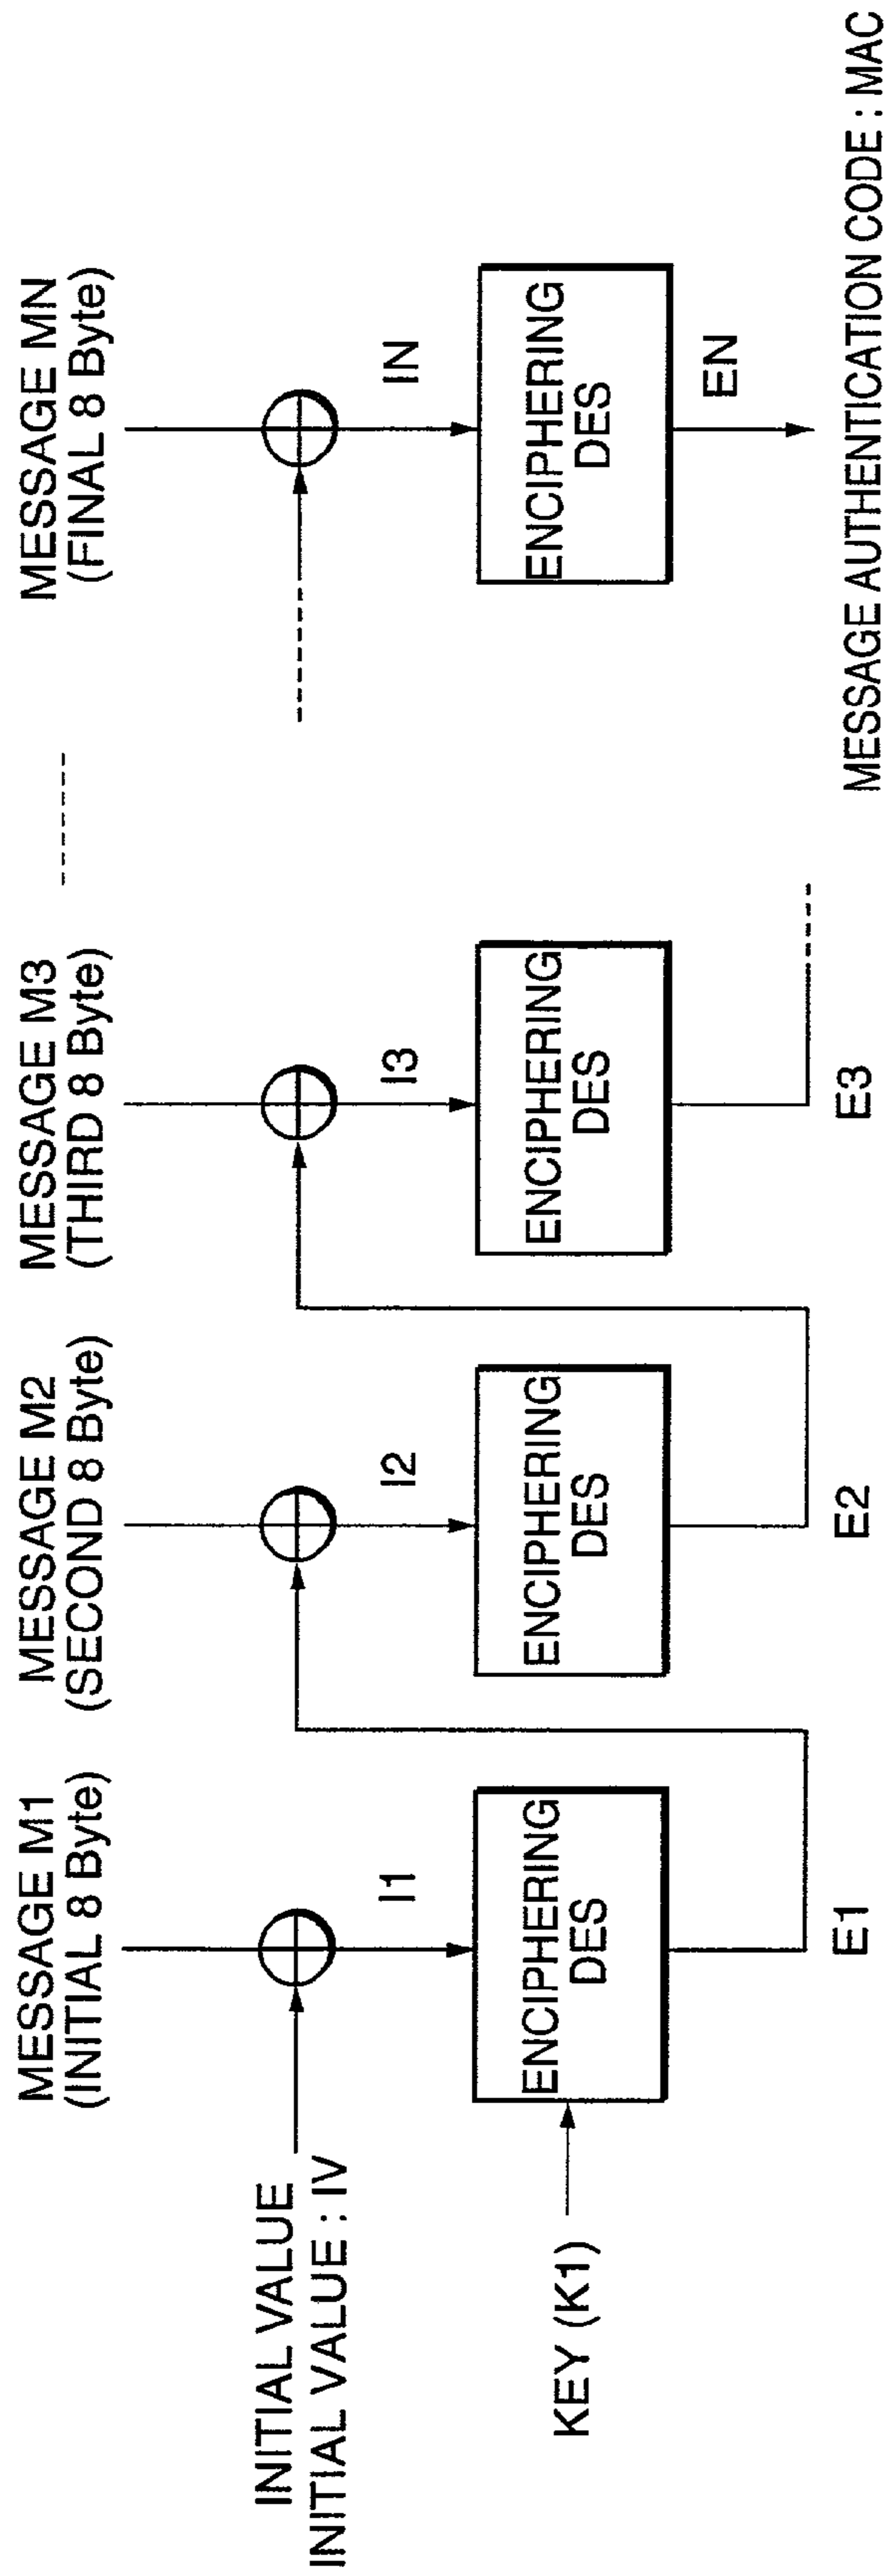 MESSAGE M1
(INITIAL 8 Byte)
MESSAGE M2
(SECOND 8 Byte)
MESSAGE M3
(THIRD 8 Byte)
MESSAGE MN
(FINAL 8 Byte)
INITIAL VALUE
INITIAL VALUE : IV
I1
I2
I3
IN
KEY (K1)
ENCIPHERING
DES
ENCIPHERING
DES
ENCIPHERING
DES
ENCIPHERING
DES
E1
E2
E3
EN
MESSAGE AUTHENTICATION CODE : MAC